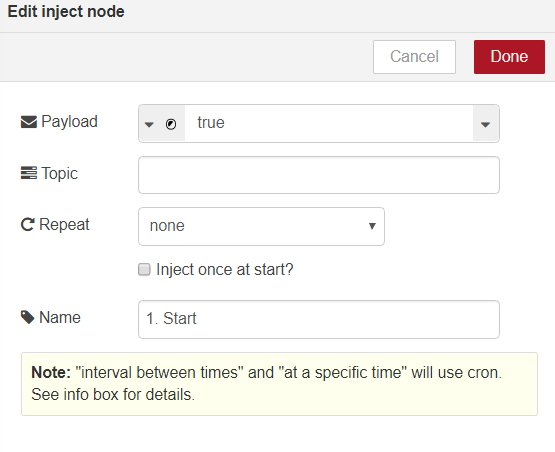 Edit inject node
Cancel
Done
Payload
true
Topic
Repeat
none
Inject once at start?
Name
1. Start
Note: "interval between times" and "at a specific time" will use cron.
See info box for details.